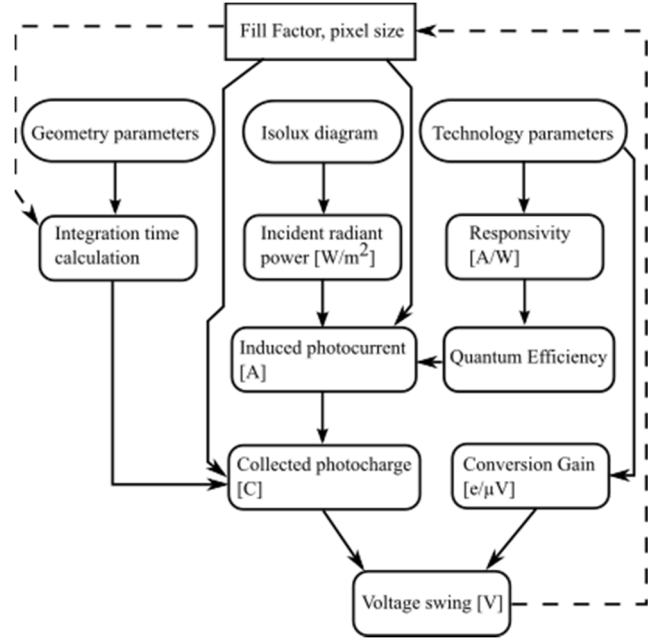 Fill Factor, pixel size
Geometry parameters
Isolux diagram
Technology parameters
Integration time
calculation
Incident radiant
power [W/m²]
Responsivity
[A/W]
Induced photocurrent
[A]
Quantum Efficiency
Collected photocharge
[C]
Conversion Gain
[e/µV]
Voltage swing [V]